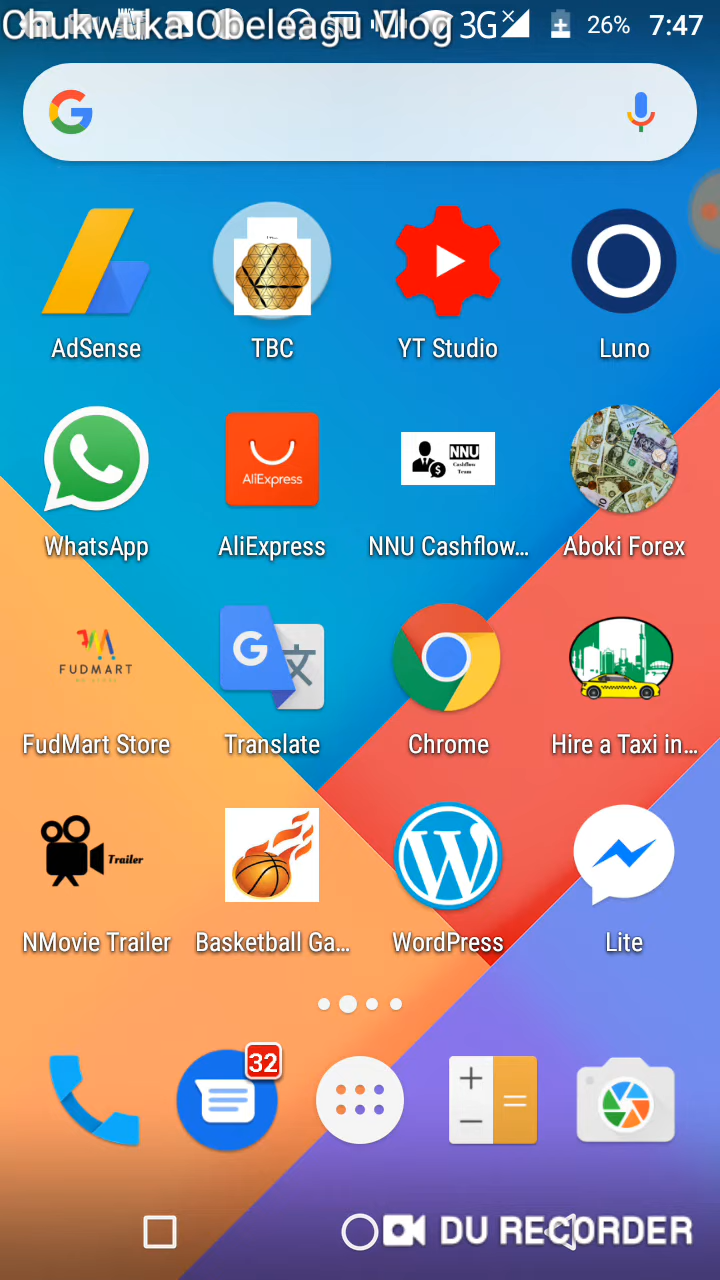 Chukwuka Obeleagu Vlog 3G 26% 7:47
AdSense TBC YT Studio Luno
AliExpress
NNU
Cashflow
Team
WhatsApp AliExpress NNU Cashflow... Aboki Forex
FUDMART
FudMart Store Translate Chrome Hire a Taxi in...
Trailer
NMovie Trailer Basketball Ga... WordPress Lite
32
DU RECORDER